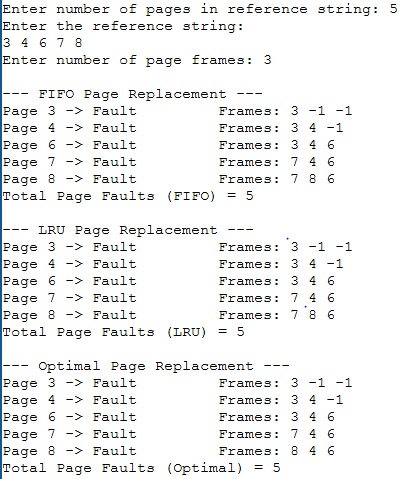 Enter number of pages in reference string: 5
Enter the reference string:
3 4 6 7 8
Enter number of page frames: 3
--- FIFO Page Replacement ---
Page 3 -> Fault Frames: 3 -1 -1
Page 4 -> Fault Frames: 3 4 -1
Page 6 -> Fault Frames: 3 4 6
Page 7 -> Fault Frames: 7 4 6
Page 8 -> Fault Frames: 7 8 6
Total Page Faults (FIFO) = 5
--- LRU Page Replacement ---
Page 3 -> Fault Frames: 3 -1 -1
Page 4 -> Fault Frames: 3 4 -1
Page 6 -> Fault Frames: 3 4 6
Page 7 -> Fault Frames: 7 4 6
Page 8 -> Fault Frames: 7 8 6
Total Page Faults (LRU) = 5
--- Optimal Page Replacement ---
Page 3 -> Fault Frames: 3 -1 -1
Page 4 -> Fault Frames: 3 4 -1
Page 6 -> Fault Frames: 3 4 6
Page 7 -> Fault Frames: 7 4 6
Page 8 -> Fault Frames: 8 4 6
Total Page Faults (Optimal) = 5